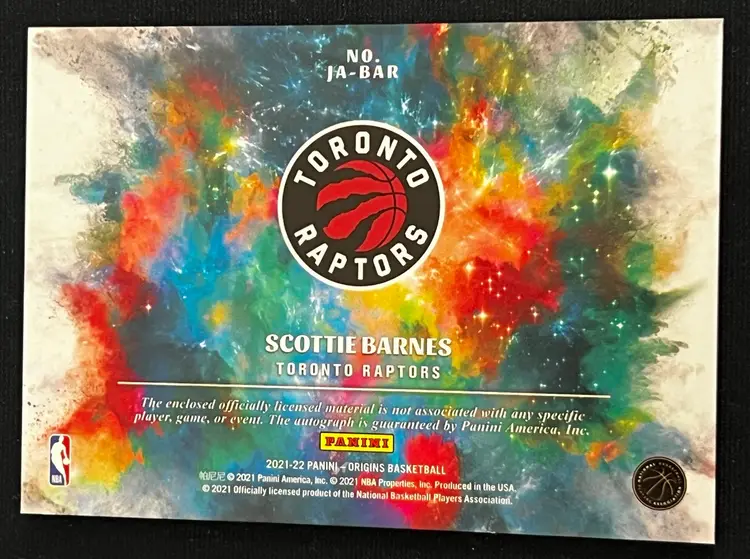 NO.
JA-BAR
TORONTO
RAPTORS
SCOTTIE BARNES
TORONTO RAPTORS
The enclosed officially licensed material is not associated with any specific
player, game, or event. The autograph is guaranteed by Panini America, Inc.
PANINI
2021-22 PANINI – ORIGINS BASKETBALL
帕尼尼 © 2021 Panini America, Inc. © 2021 NBA Properties, Inc. Produced in the USA.
© 2021 Officially licensed product of the National Basketball Players Association.
NBA